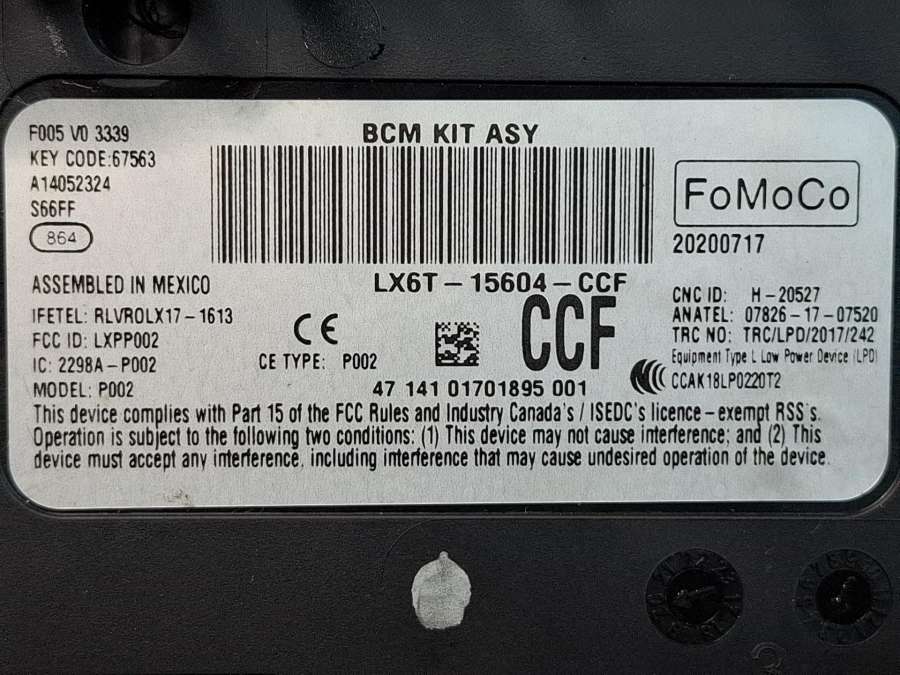 F005 V0 3339
KEY CODE:67563
A14052324
S66FF
864
BCM KIT ASY
FoMoCo
20200717
LX6T-15604-CCF
CCF
ASSEMBLED IN MEXICO
IFETEL: RLVROLX17-1613
FCC ID: LXPP002
IC: 2298A-P002
MODEL: P002
CE
CE TYPE: P002
47 141 01701895 001
CNC ID: H-20527
ANATEL: 07826-17-07520
TRC NO: TRC/LPD/2017/242
Equipment Type L Low Power Device (LPD)
CCAK18LP0220T2
This device complies with Part 15 of the FCC Rules and Industry Canada's / ISEDC's licence-exempt RSS's.
Operation is subject to the following two conditions: (1) This device may not cause interference; and (2) This
device must accept any interference, including interference that may cause undesired operation of the device.